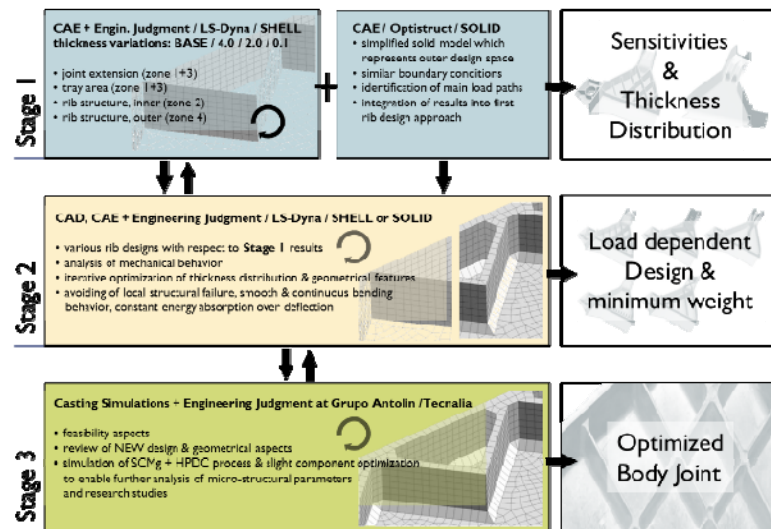 Stage 1
CAE + Engin. Judgment / LS-Dyna / SHELL
thickness variations: BASE / 4.0 / 2.0 / 0.1
• joint extension (zone 1+3)
• tray area (zone 1+3)
• rib structure, inner (zone 2)
• rib structure, outer (zone 4)
+
CAE/ Optistruct / SOLID
• simplified solid model which
represents outer design space
• similar boundary conditions
• identification of main load paths
• integration of results into first
rib design approach
Sensitivities
&
Thickness
Distribution
Stage 2
CAD, CAE + Engineering Judgment / LS-Dyna / SHELL or SOLID
• various rib designs with respect to Stage 1 results
• analysis of mechanical behavior
• iterative optimization of thickness distribution & geometrical features
• avoiding of local structural failure, smooth & continuous bending
behavior, constant energy absorption over deflection
Load dependent
Design &
minimum weight
Stage 3
Casting Simulations + Engineering Judgment at Grupo Antolin /Tecnalia
• feasibility aspects
• review of NEW design & geometrical aspects
• simulation of SCMg + HPDC process & slight component optimization
to enable further analysis of micro-structural parameters
and research studies
Optimized
Body Joint